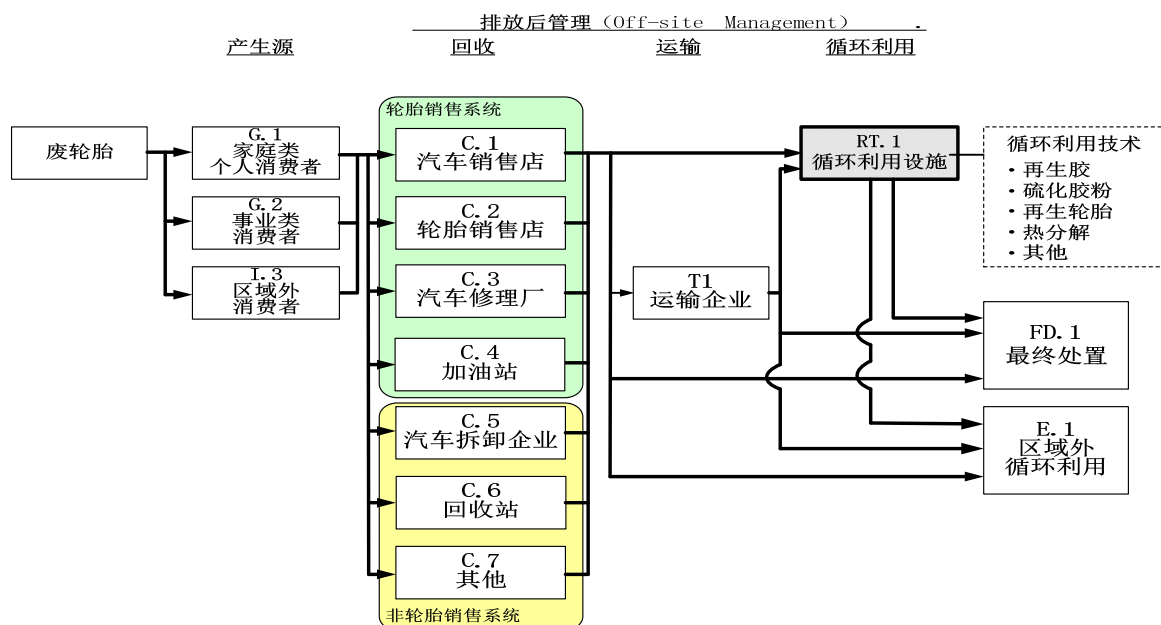 排放后管理（Off-site Management） .
产生源
回收
运输
循环利用
废轮胎
G.1
家庭类
个人消费者
G.2
事业类
消费者
I.3
区域外
消费者
轮胎销售系统
C.1
汽车销售店
C.2
轮胎销售店
C.3
汽车修理厂
C.4
加油站
C.5
汽车拆卸企业
C.6
回收站
C.7
其他
非轮胎销售系统
T1
运输企业
RT.1
循环利用设施
循环利用技术
·再生胶
·硫化胶粉
·再生轮胎
·热分解
·其他
FD.1
最终处置
E.1
区域外
循环利用